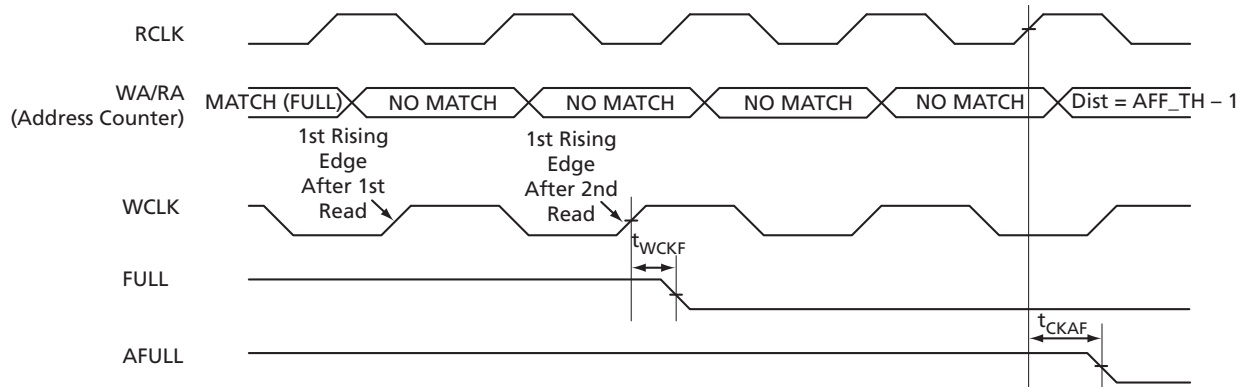 RCLK
WA/RA
(Address Counter)
MATCH (FULL)
NO MATCH
NO MATCH
NO MATCH
NO MATCH
Dist = AFF_TH – 1
1st Rising
Edge
After 1st
Read
1st Rising
Edge
After 2nd
Read
WCLK
tWCKF
FULL
tCKAF
AFULL